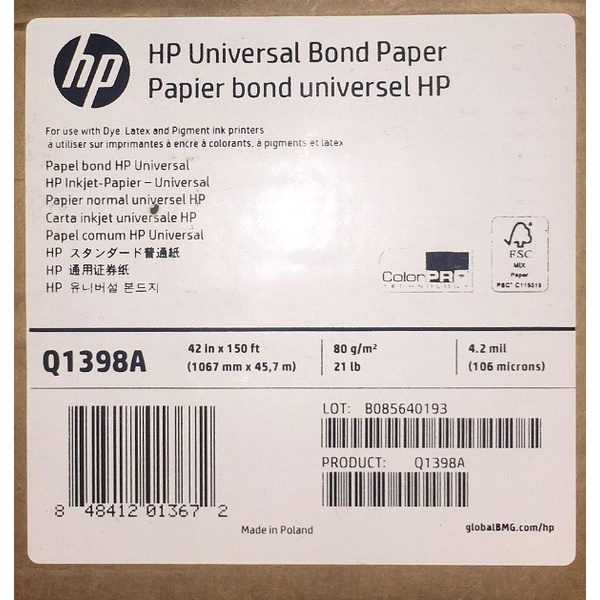 hp
HP Universal Bond Paper
Papier bond universel HP
For use with Dye, Latex and Pigment ink printers
à utiliser sur imprimantes à encre à colorants, à pigments et latex
Papel bond HP Universal
HP Inkjet-Papier – Universal
Papier normal universel HP
Carta inkjet universale HP
Papel comum HP Universal
HP スタンダード普通紙
HP 通用证券纸
HP 유니버설 본드지
ColorPRO
TECHNOLOGY
FSC
MIX
Paper
FSC® C115319
Q1398A
42 in x 150 ft
(1067 mm x 45,7 m)
80 g/m²
21 lb
4.2 mil
(106 microns)
LOT: B085640193
PRODUCT: Q1398A
8 48412 01367 2
Made in Poland
globalBMG.com/hp